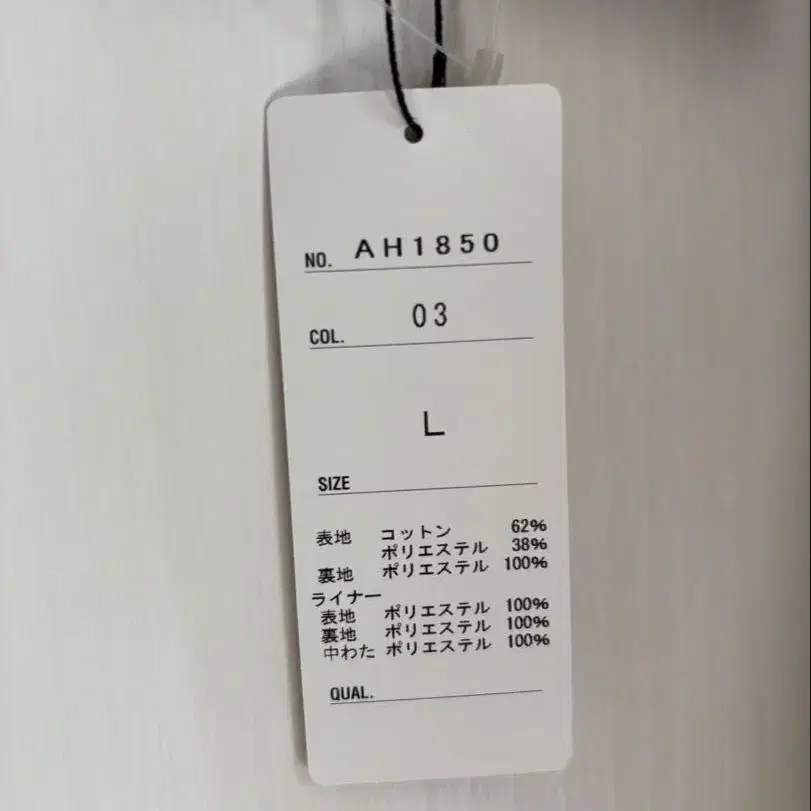 NO. AH1850
COL. 03
L
SIZE
表地 コットン 62%
ポリエステル 38%
裏地 ポリエステル 100%
ライナー
表地 ポリエステル 100%
裏地 ポリエステル 100%
中わた ポリエステル 100%
QUAL.